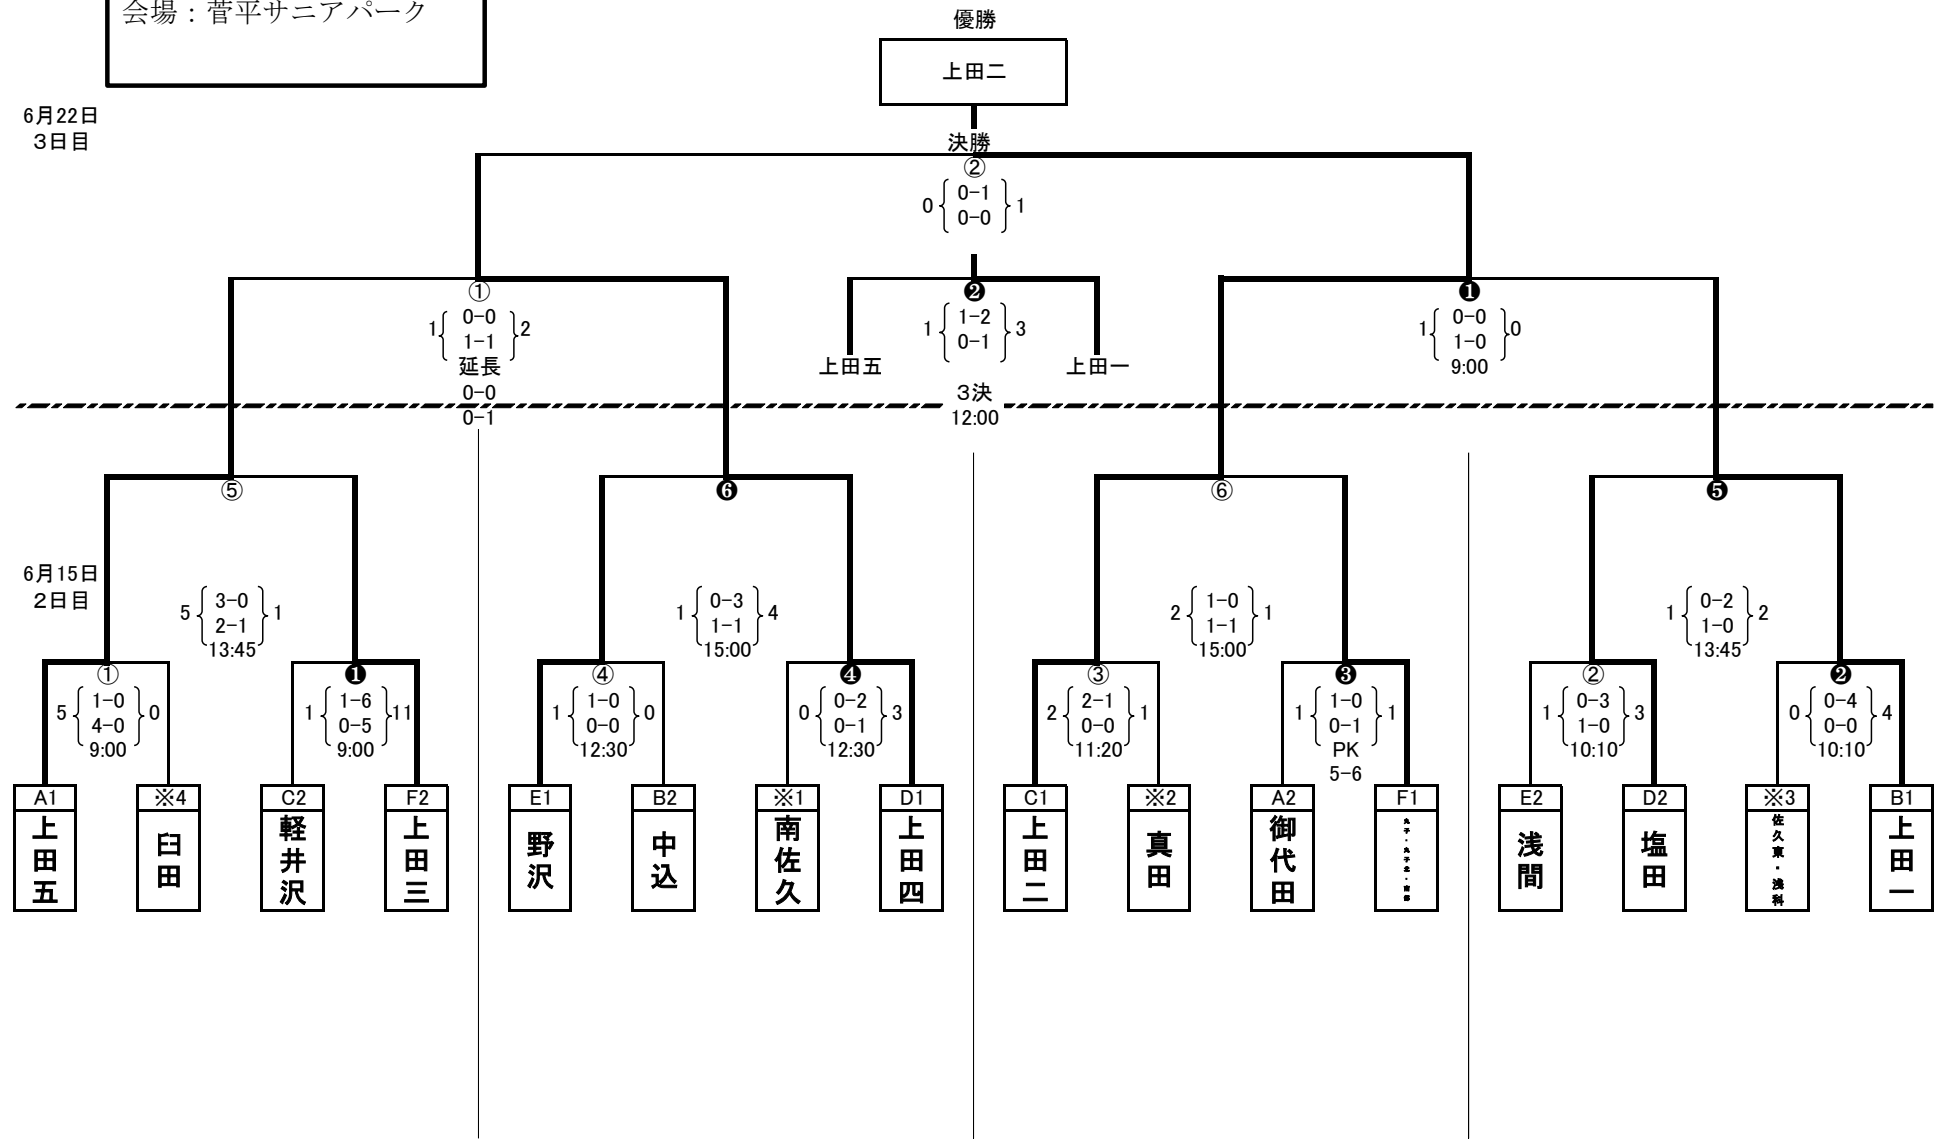 会場：菅平サニアパーク
優勝
上田二
6月22日
３日目
決勝
②
0 0-1 1
0-0
① ❷ ❶
1 0-0 2
1-1
延長
0-0
0-1
1 1-2 3
0-1
上田五 上田一
３決
12:00
1 0-0 0
1-0
9:00
⑤ ❻ ⑥ ❺
6月15日
２日目
5 3-0 1
2-1
13:45
1 0-3 4
1-1
15:00
2 1-0 1
1-1
15:00
1 0-2 2
1-0
13:45
① ❶ ④ ❹ ③ ❸ ② ❷
5 1-0 0
4-0
9:00
1 1-6 11
0-5
9:00
1 1-0 0
0-0
12:30
0 0-2 3
0-1
12:30
2 2-1 1
0-0
11:20
1 1-0 1
0-1
PK
5-6
1 0-3 3
1-0
10:10
0 0-4 4
0-0
10:10
A1 ※4 C2 F2 E1 B2 ※1 D1 C1 ※2 A2 F1 E2 D2 ※3 B1
上田五
臼田
軽井沢
上田三
野沢
中込
南佐久
上田四
上田二
真田
御代田
丸子・丸子北・南部
浅間
塩田
佐久東・浅科
上田一